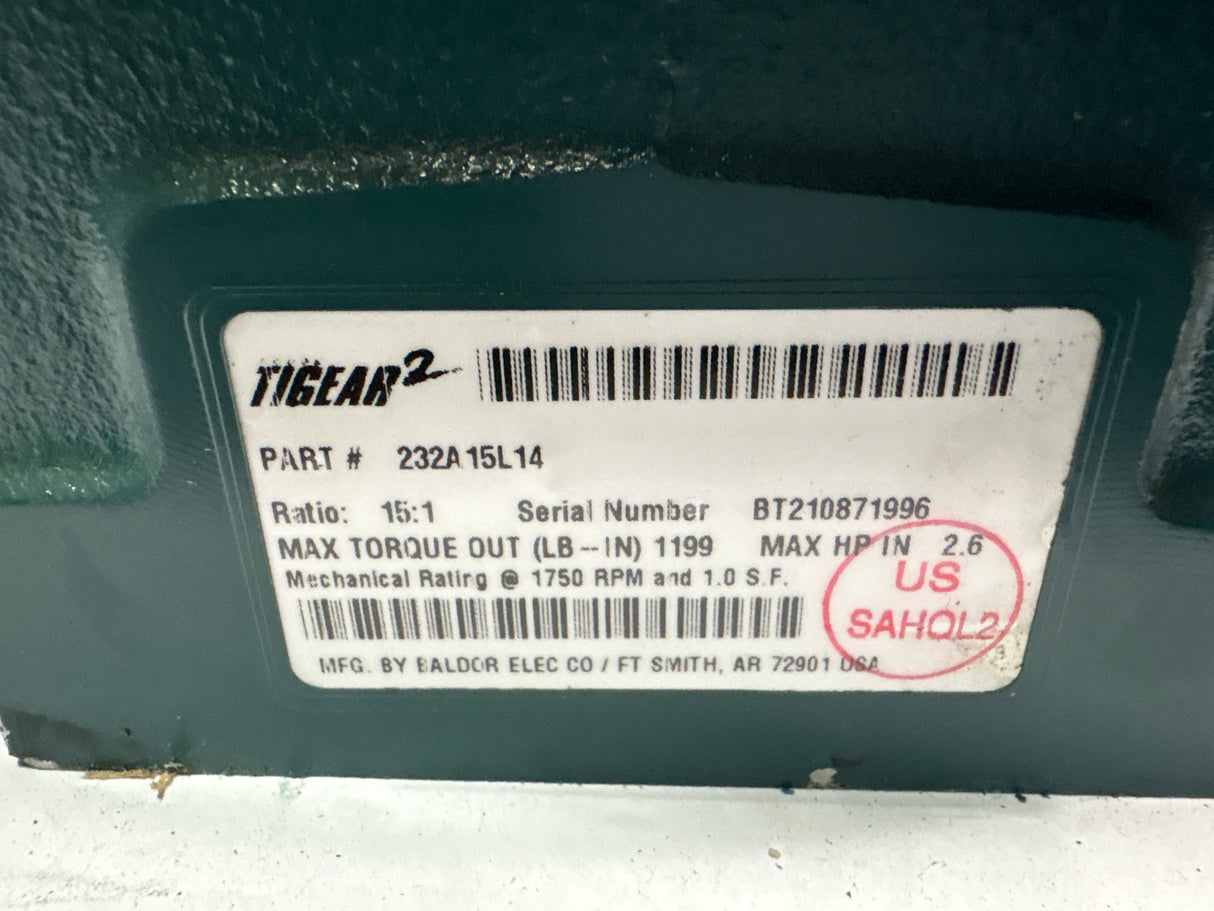 TIGEAR2
PART # 232A15L14
Ratio: 15:1 Serial Number BT210871996
MAX TORQUE OUT (LB--IN) 1199 MAX HP IN 2.6
Mechanical Rating @ 1750 RPM and 1.0 S.F.
US
SAHOL2
MFG. BY BALDOR ELEC CO / FT SMITH, AR 72901 USA